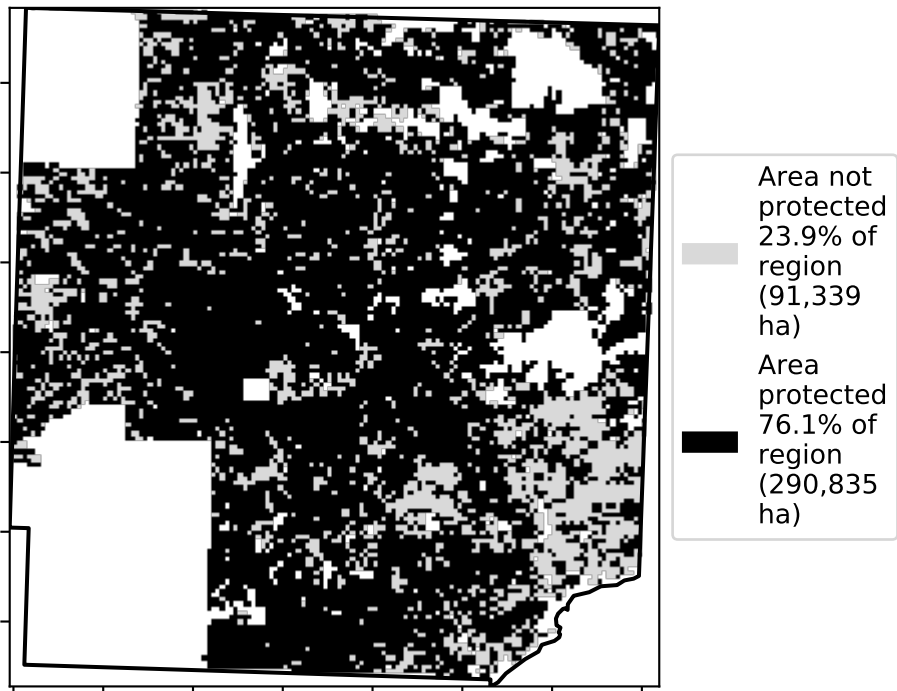 Area not
protected
23.9% of
region
(91,339
ha)
Area
protected
76.1% of
region
(290,835
ha)